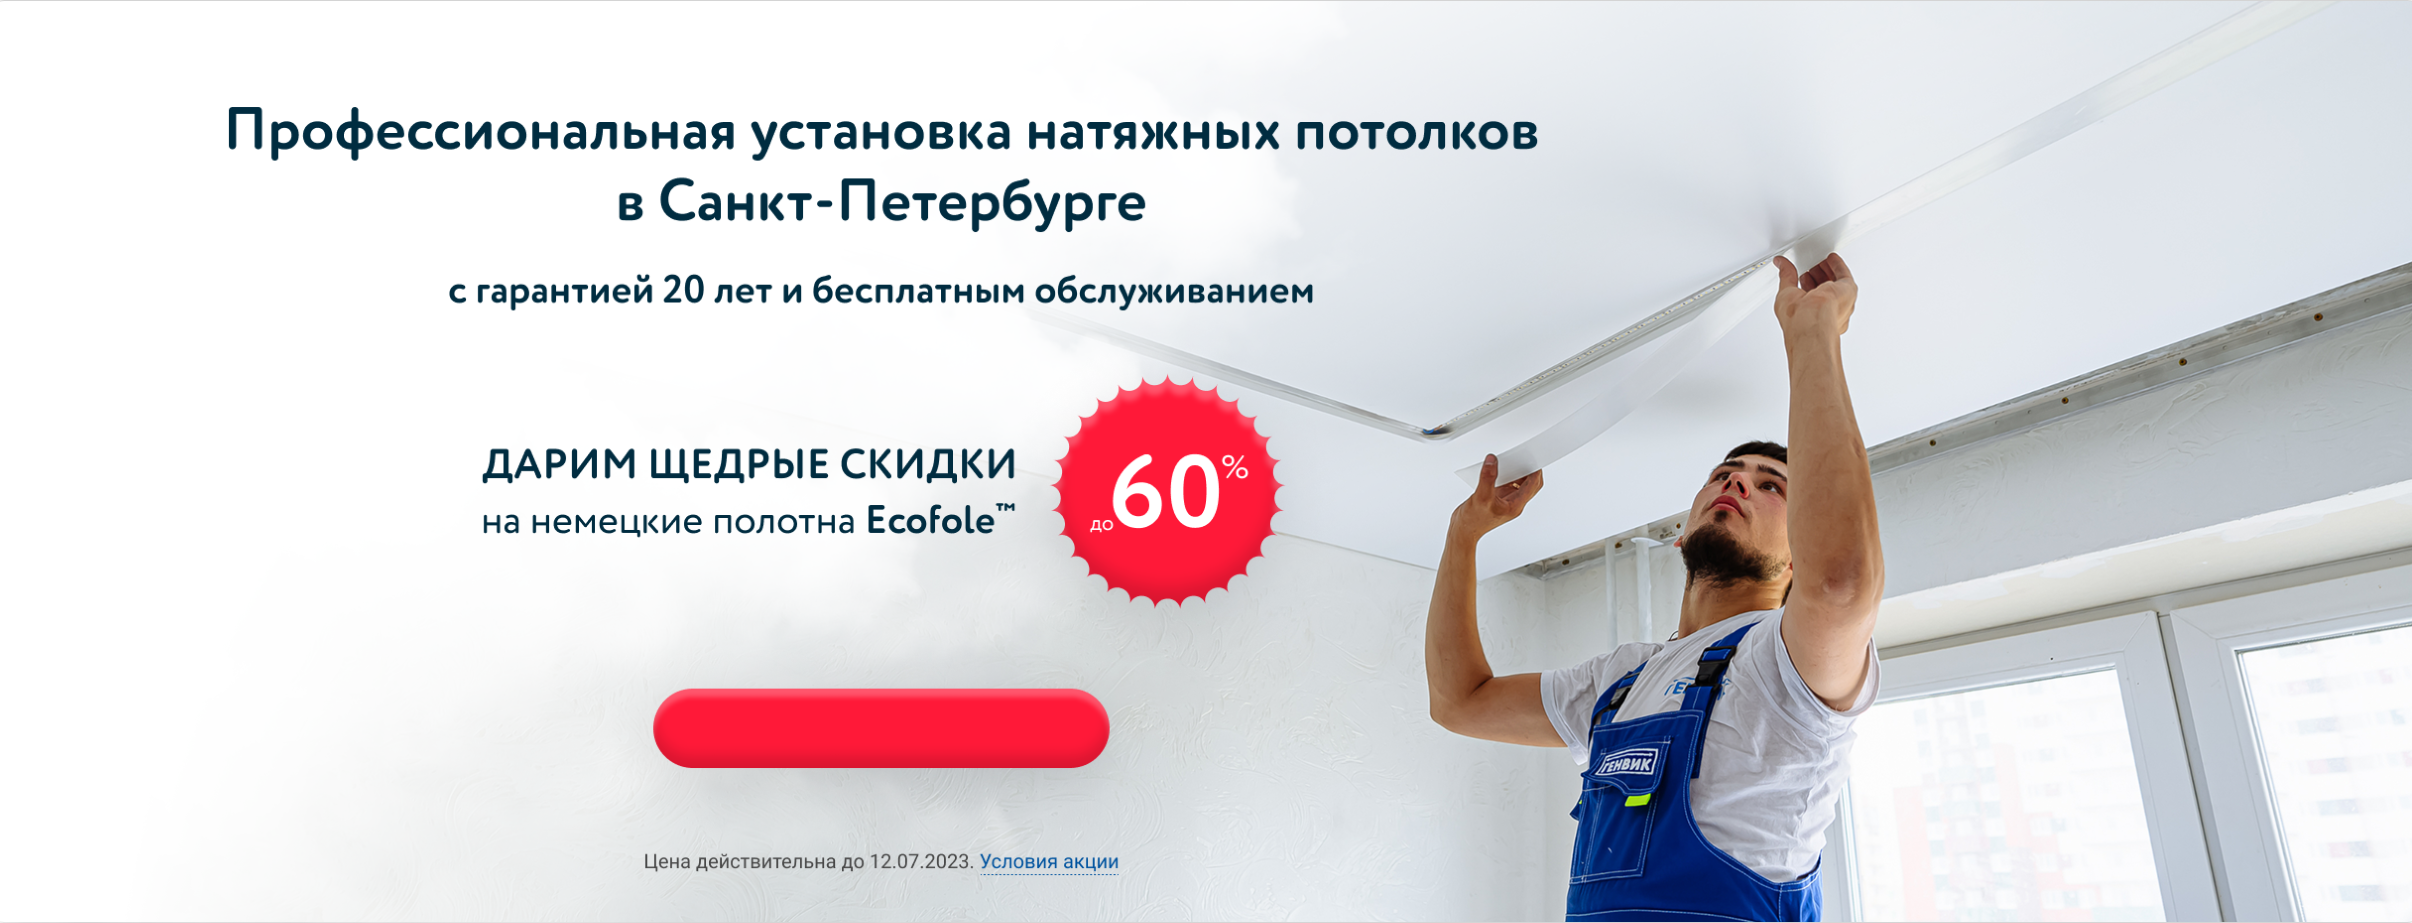 Профессиональная установка натяжных потолков
в Санкт-Петербурге
с гарантией 20 лет и бесплатным обслуживанием
ДАРИМ ЩЕДРЫЕ СКИДКИ
на немецкие полотна Ecofole™
до 60%
ГЕНВИК
Цена действительна до 12.07.2023. Условия акции